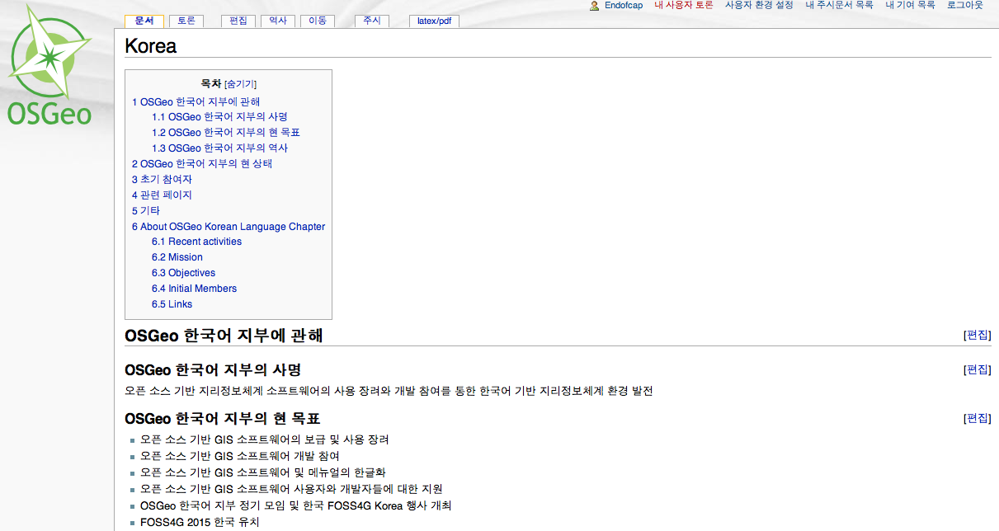 Endofcap 내 사용자 토론 사용자 환경 설정 내 주시문서 목록 내 기여 목록 로그아웃
문서 토론 편집 역사 이동 주시 latex/pdf
OSGeo
Korea
목차 [숨기기]
1 OSGeo 한국어 지부에 관해
1.1 OSGeo 한국어 지부의 사명
1.2 OSGeo 한국어 지부의 현 목표
1.3 OSGeo 한국어 지부의 역사
2 OSGeo 한국어 지부의 현 상태
3 초기 참여자
4 관련 페이지
5 기타
6 About OSGeo Korean Language Chapter
6.1 Recent activities
6.2 Mission
6.3 Objectives
6.4 Initial Members
6.5 Links
OSGeo 한국어 지부에 관해 [편집]
OSGeo 한국어 지부의 사명 [편집]
오픈 소스 기반 지리정보체계 소프트웨어의 사용 장려와 개발 참여를 통한 한국어 기반 지리정보체계 환경 발전
OSGeo 한국어 지부의 현 목표 [편집]
오픈 소스 기반 GIS 소프트웨어의 보급 및 사용 장려
오픈 소스 기반 GIS 소프트웨어 개발 참여
오픈 소스 기반 GIS 소프트웨어 및 메뉴얼의 한글화
오픈 소스 기반 GIS 소프트웨어 사용자와 개발자들에 대한 지원
OSGeo 한국어 지부 정기 모임 및 한국 FOSS4G Korea 행사 개최
FOSS4G 2015 한국 유치